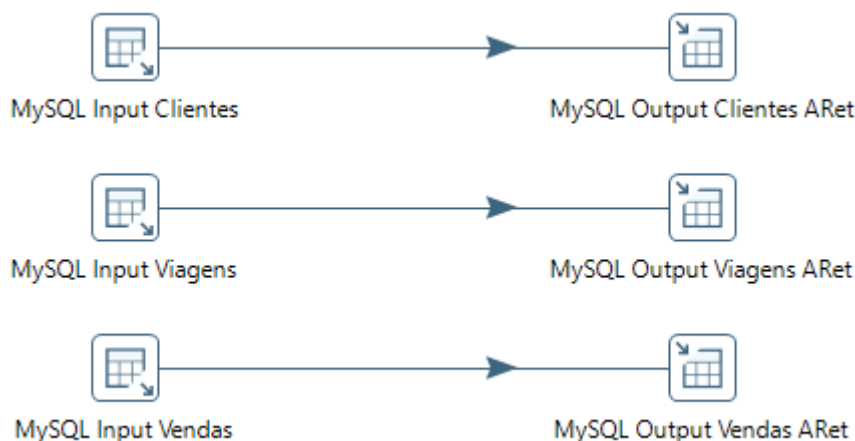 MySQL Input Clientes
MySQL Output Clientes ARet
MySQL Input Viagens
MySQL Output Viagens ARet
MySQL Input Vendas
MySQL Output Vendas ARet